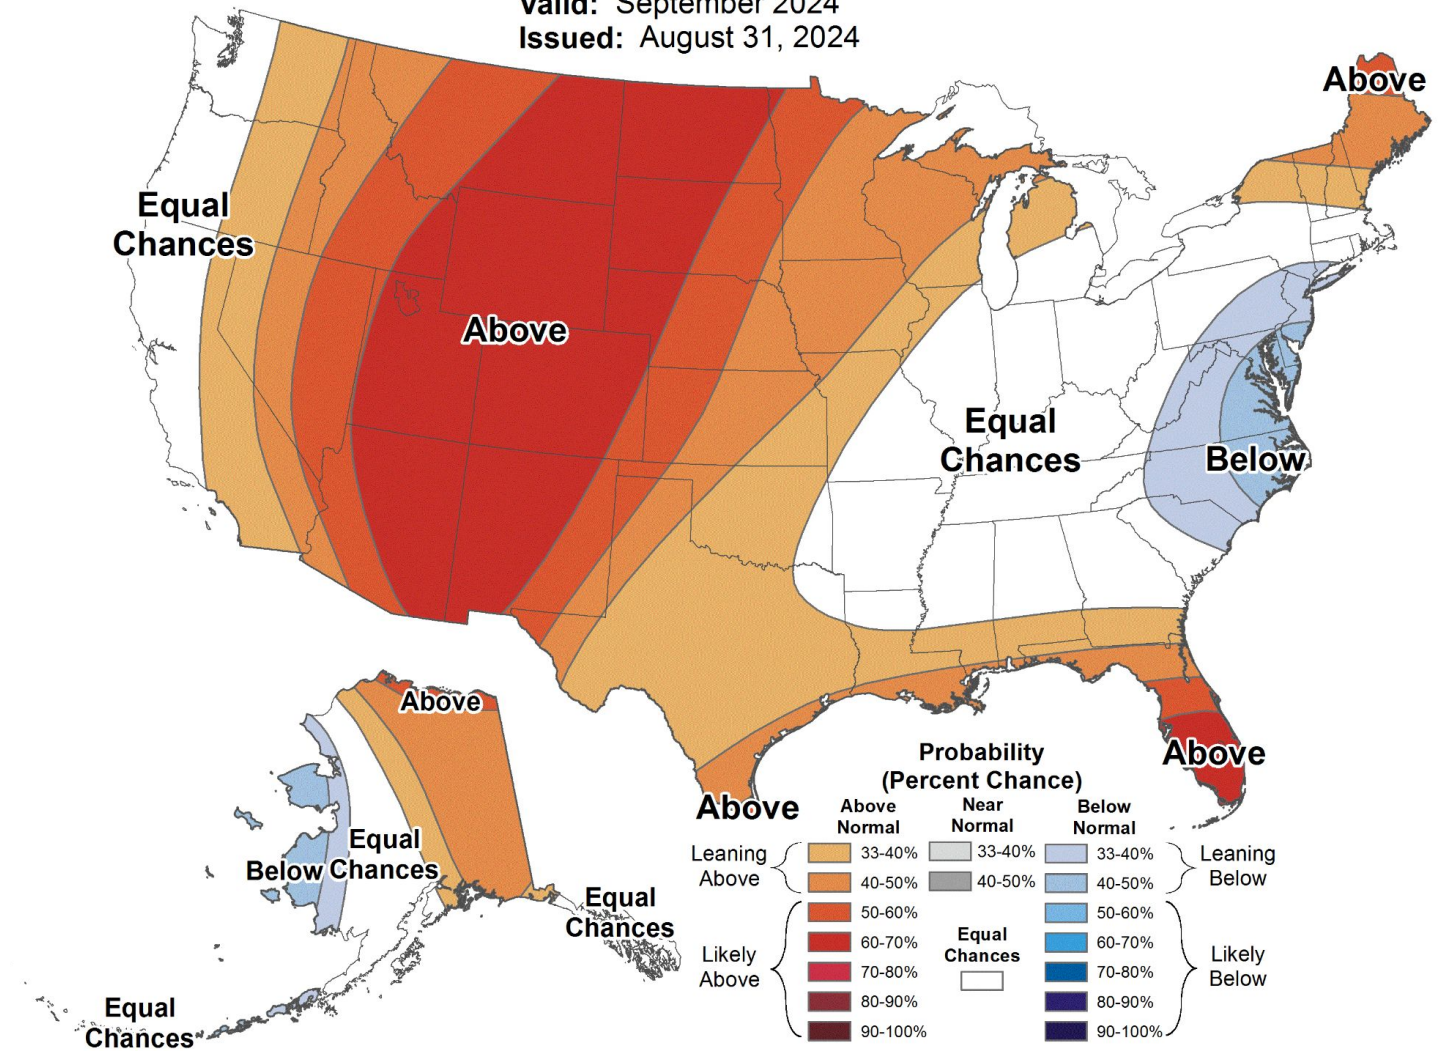 Valid: September 2024
Issued: August 31, 2024
Above
Equal
Chances
Above
Equal
Chances
Below
Above
Above
Above
Equal
Chances
Below
Equal
Chances
Equal
Chances
Probability
(Percent Chance)
Above
Normal
Near
Normal
Below
Normal
Leaning
Above
33-40%
40-50%
33-40%
40-50%
33-40%
40-50%
Leaning
Below
Likely
Above
50-60%
60-70%
70-80%
80-90%
90-100%
Equal
Chances
50-60%
60-70%
70-80%
80-90%
90-100%
Likely
Below